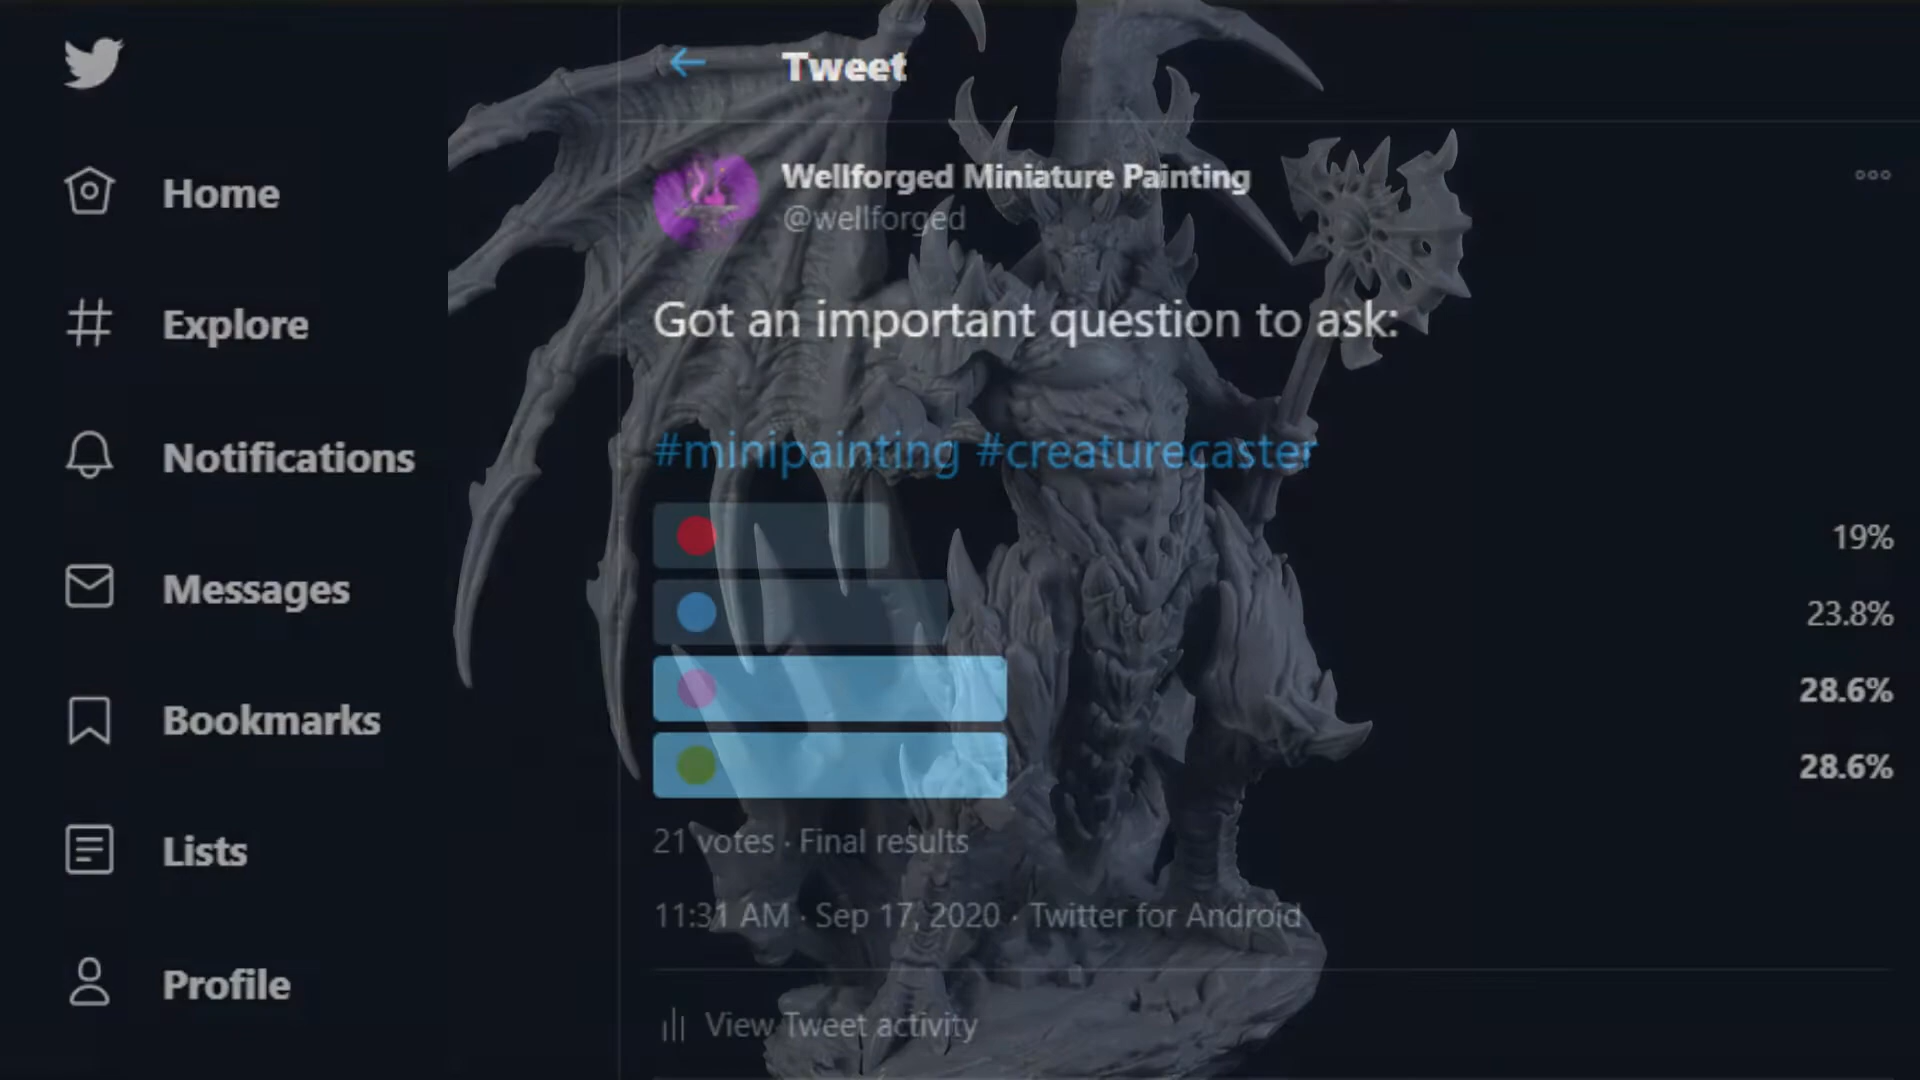 Tweet
Home
Explore
Notifications
Messages
Bookmarks
Lists
Profile
Wellforged Miniature Painting
@wellforged
Got an important question to ask:
#minipainting #creaturecaster
19%
23.8%
28.6%
28.6%
21 votes · Final results
11:31 AM · Sep 17, 2020 · Twitter for Android
View Tweet activity